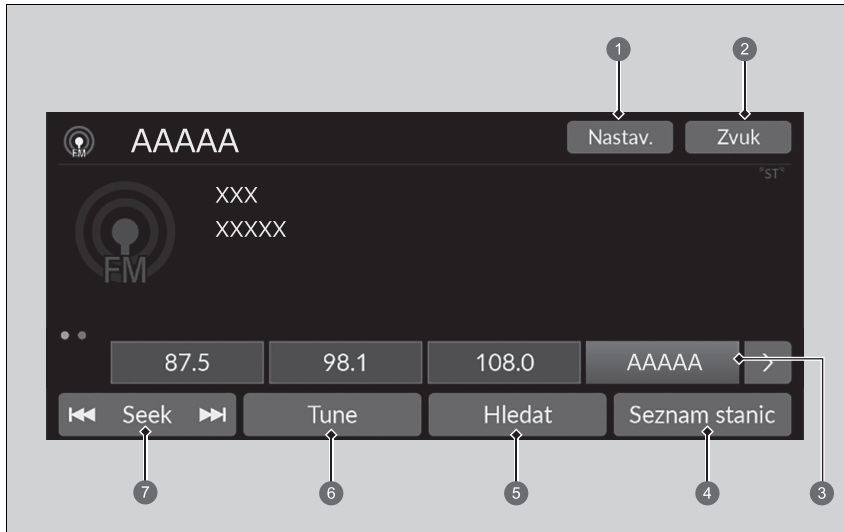 1 2
FM AAAAA Nastav. Zvuk
"ST"
XXX
XXXXX
FM
87.5 98.1 108.0 AAAAA >
Seek Tune Hledat Seznam stanic
7 6 5 4 3